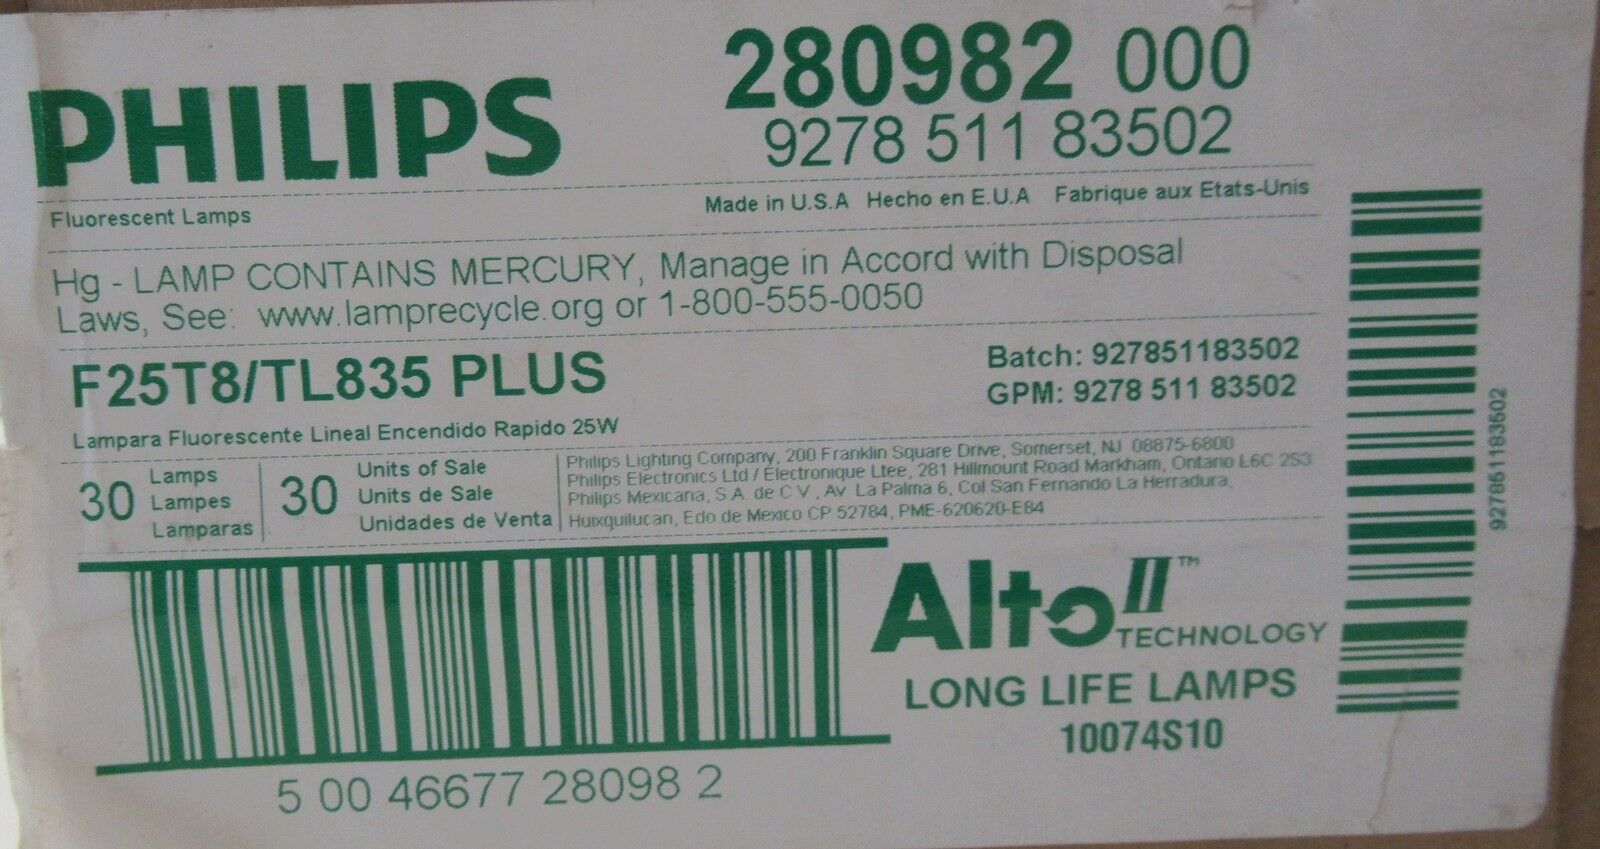 PHILIPS
280982 000
9278 511 83502
Fluorescent Lamps
Made in U.S.A Hecho en E.U.A Fabrique aux Etats-Unis
Hg - LAMP CONTAINS MERCURY, Manage in Accord with Disposal
Laws, See: www.lamprecycle.org or 1-800-555-0050
F25T8/TL835 PLUS
Batch: 927851183502
GPM: 9278 511 83502
Lampara Fluorescente Lineal Encendido Rapido 25W
30 Lamps
Lampes
Lamparas
30 Units of Sale
Units de Sale
Unidades de Venta
Philips Lighting Company, 200 Franklin Square Drive, Somerset, NJ 08875-6800
Philips Electronics Ltd / Electronique Ltee, 281 Hillmount Road Markham, Ontario L6C 2S3
Philips Mexicana, S.A. de C.V., Av La Palma 6, Col San Fernando La Herradura,
Huixquilucan, Edo de Mexico CP 52784, PME-620620-E84
927851183502
Alto II™
TECHNOLOGY
LONG LIFE LAMPS
10074S10
5 00 46677 28098 2